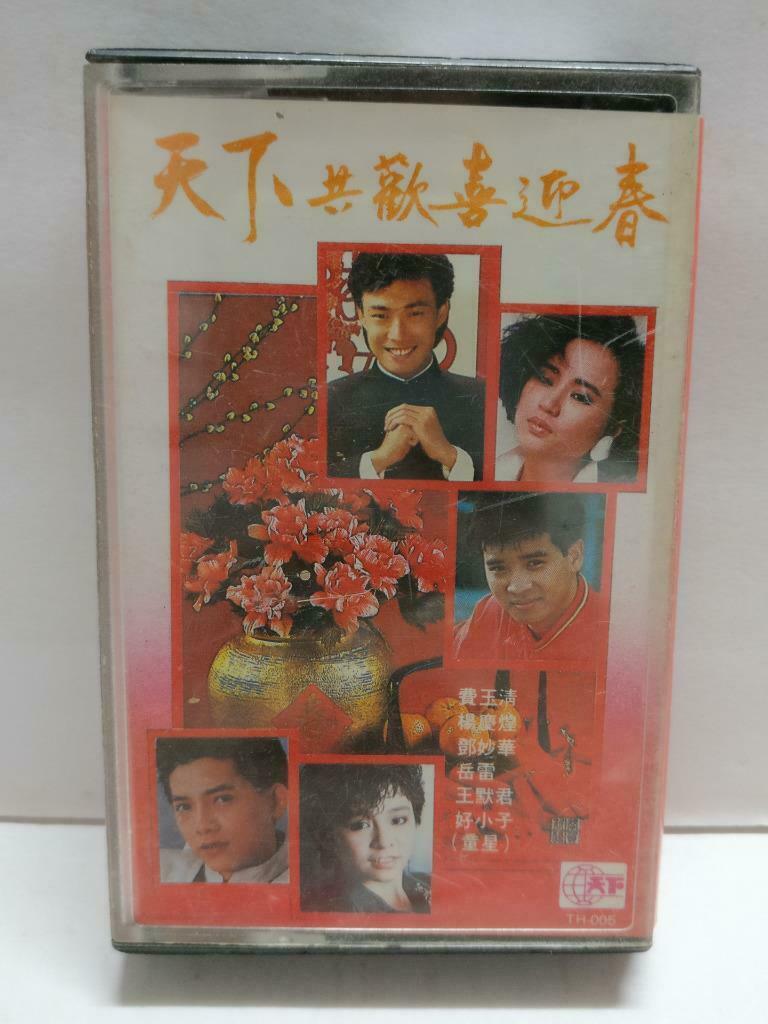 天下共歡喜迎春
費玉清
楊慶煌
鄧妙華
岳雷
王默君
好小子
(童星)
春
天下
TH-005